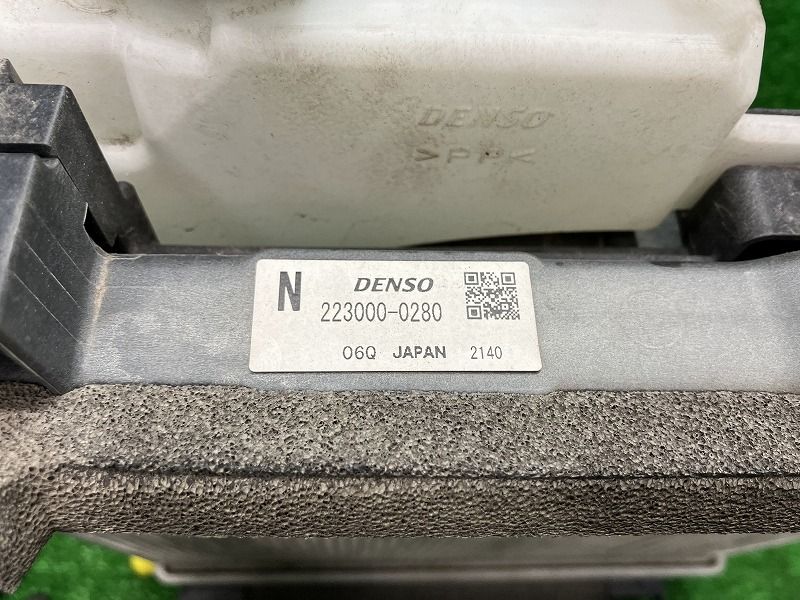 DENSO
>PP<
N DENSO
223000-0280
06Q JAPAN 2140